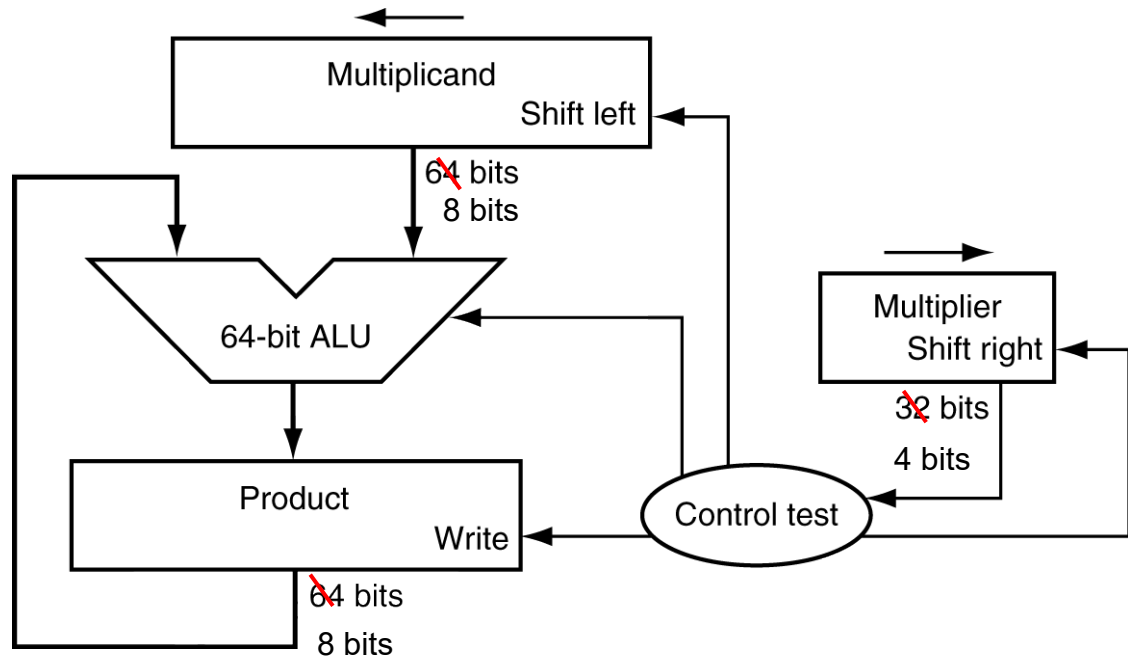 Multiplicand
Shift left
64 bits
8 bits
64-bit ALU
Multiplier
Shift right
32 bits
4 bits
Product
Write
Control test
64 bits
8 bits